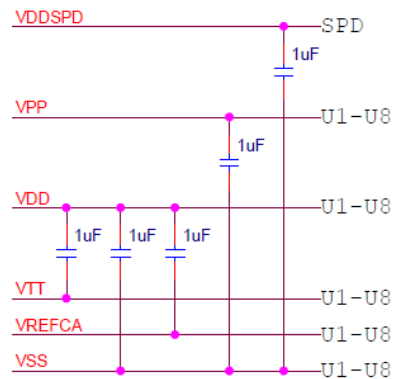 VDDSPD SPD
1uF
VPP U1-U8
1uF
VDD U1-U8
1uF 1uF 1uF
VTT U1-U8
VREFCA U1-U8
VSS U1-U8